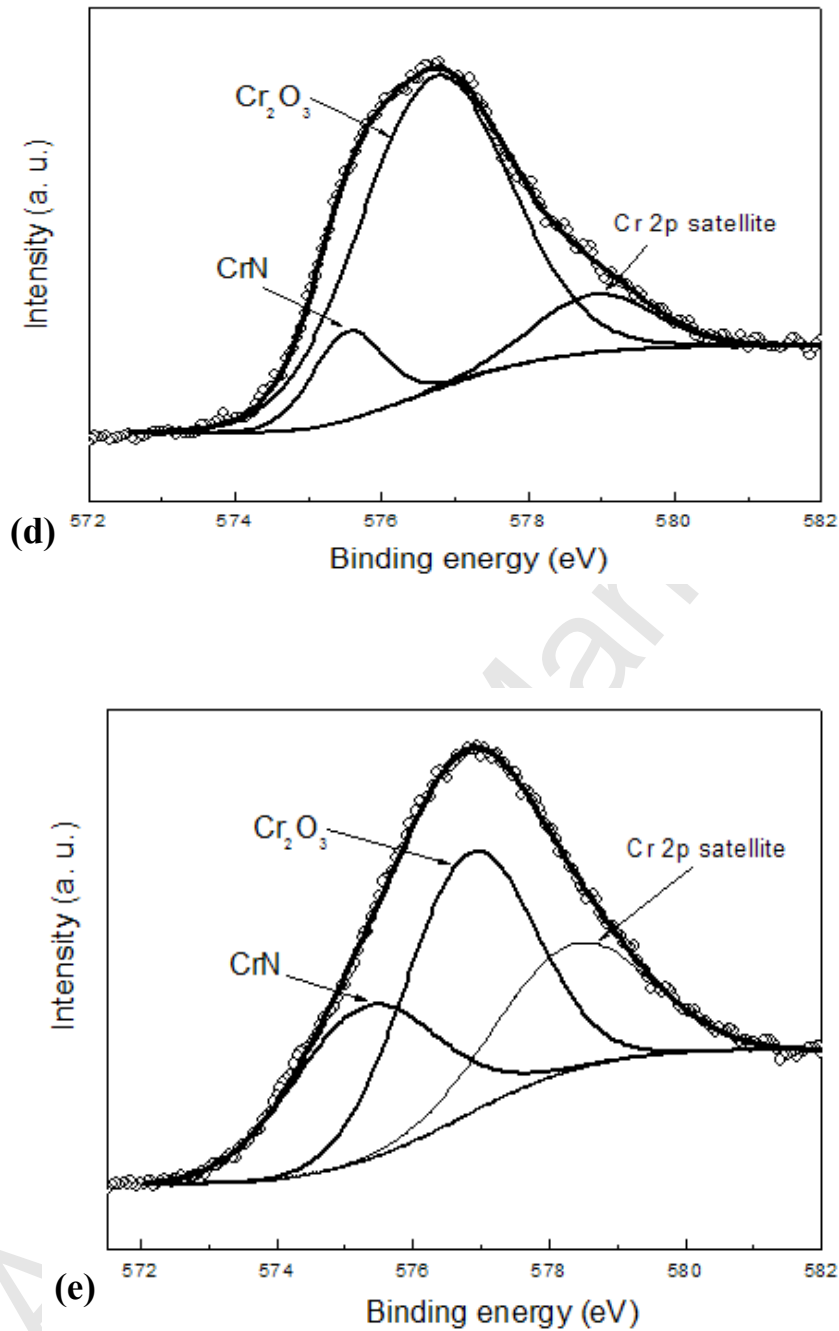 Cr₂O₃
Cr 2p satellite
CrN
Intensity (a. u.)
572 574 576 578 580 582
(d)
Binding energy (eV)
Man
Cr₂O₃
Cr 2p satellite
CrN
Intensity (a. u.)
572 574 576 578 580 582
(e)
Binding energy (eV)